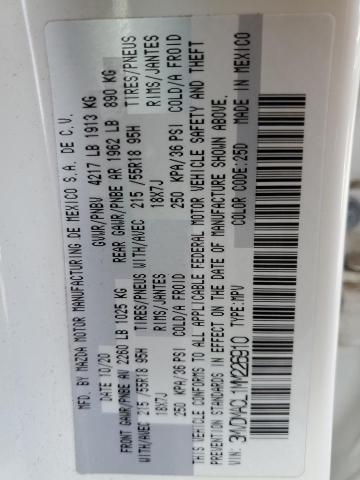 MFD. BY MAZDA MOTOR MANUFACTURING DE MEXICO S.A. DE C.V.
DATE 10/20 GVWR/PNBV 4217 LB 1913 KG
FRONT GAWR/PNBE AV 2260 LB 1025 KG REAR GAWR/PNBE AR 1962 LB 890 KG
TIRES/PNEUS WITH/AVEC 215 /55R18 95H TIRES/PNEUS WITH/AVEC 215 /55R18 95H
RIMS/JANTES 18X7J RIMS/JANTES 18X7J
COLD/A FROID 250 KPA/36 PSI COLD/A FROID 250 KPA/36 PSI
THIS VEHICLE CONFORMS TO ALL APPLICABLE FEDERAL MOTOR VEHICLE SAFETY AND THEFT
PREVENTION STANDARDS IN EFFECT ON THE DATE OF MANUFACTURE SHOWN ABOVE.
COLOR CODE:25D MADE IN MEXICO
VIN: 3MVDMACL1MM226910 TYPE:MPV